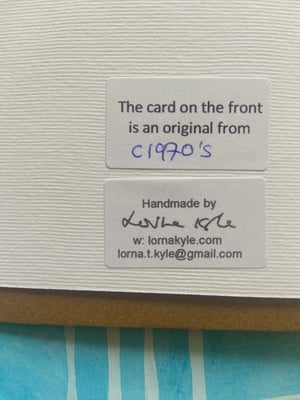 The card on the front
is an original from
C1970's
Handmade by
Lorna Kyle
w: lornakyle.com
lorna.t.kyle@gmail.com